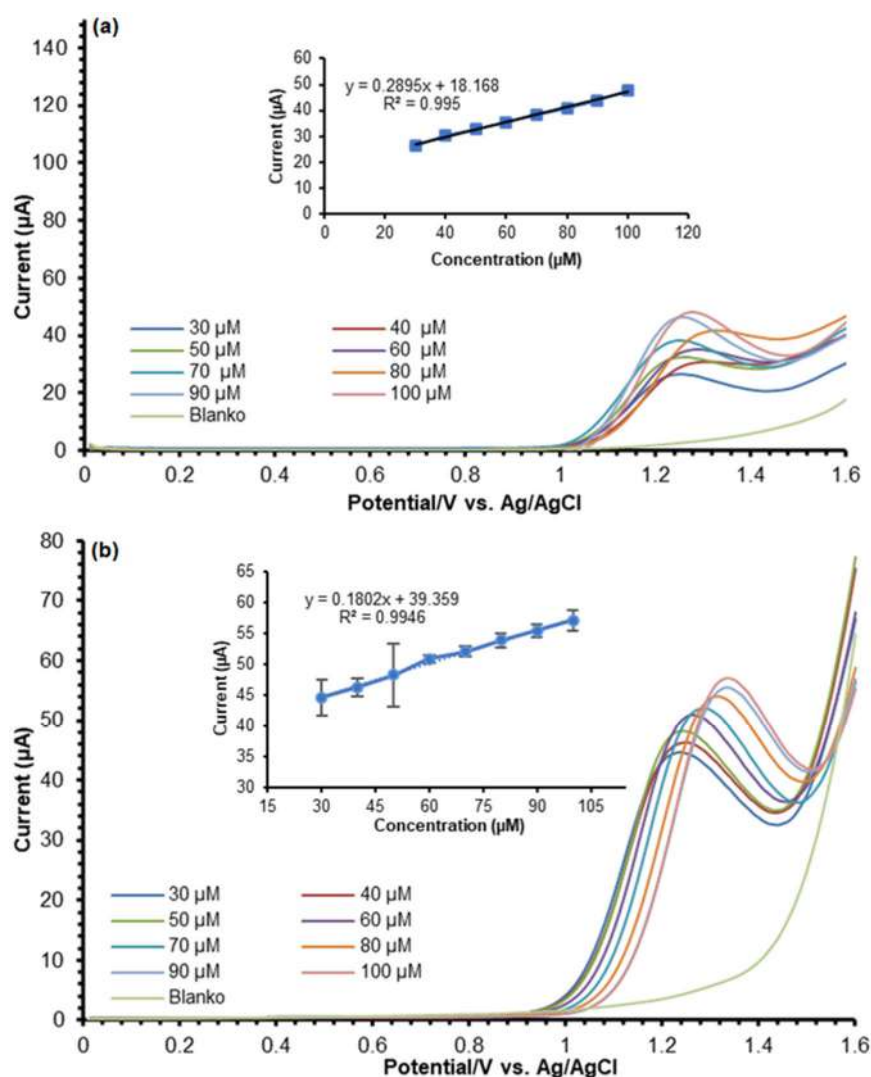 (a)
140
120
100
80
60
40
20
0
Current (µA)
0 0.2 0.4 0.6 0.8 1 1.2 1.4 1.6
Potential/V vs. Ag/AgCl
60
50
40
30
20
10
0
Current (µA)
y = 0.2895x + 18.168
R² = 0.995
0 20 40 60 80 100 120
Concentration (µM)
30 µM 40 µM
50 µM 60 µM
70 µM 80 µM
90 µM 100 µM
Blanko
(b)
80
70
60
50
40
30
20
10
0
Current (µA)
65
60
55
50
45
40
35
30
Current (µA)
y = 0.1802x + 39.359
R² = 0.9946
15 30 45 60 75 90 105
Concentration (µM)
30 µM 40 µM
50 µM 60 µM
70 µM 80 µM
90 µM 100 µM
Blanko
0 0.2 0.4 0.6 0.8 1 1.2 1.4 1.6
Potential/V vs. Ag/AgCl